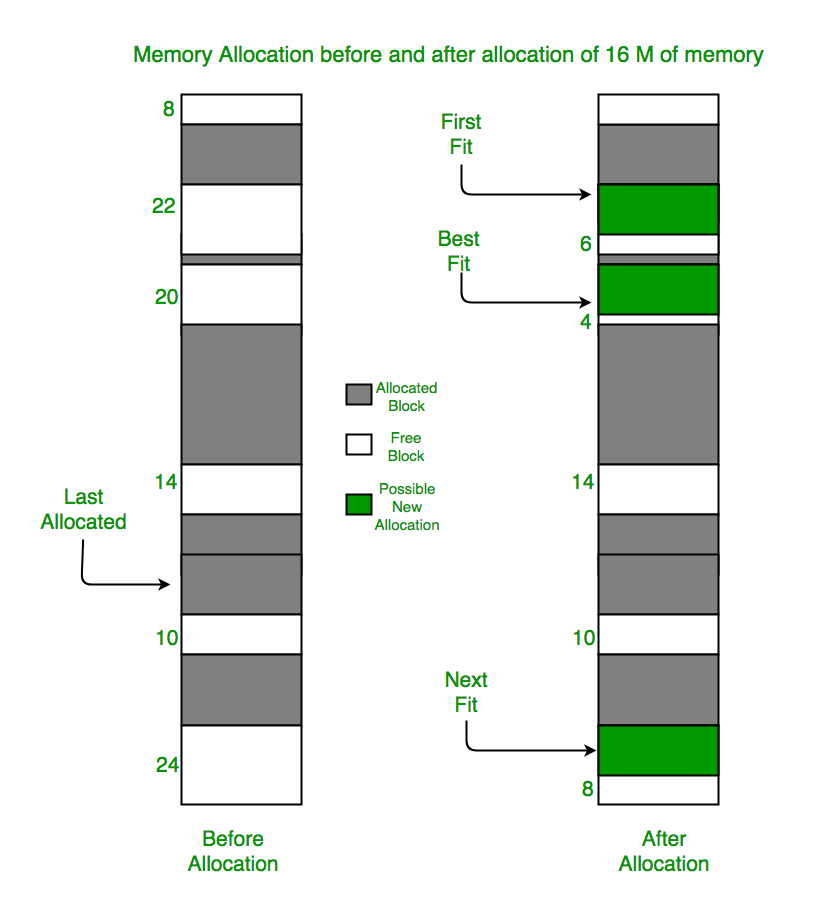 Memory Allocation before and after allocation of 16 M of memory
8
22
20
14
Last
Allocated
10
24
Before
Allocation
Allocated
Block
Free
Block
Possible
New
Allocation
First
Fit
6
Best
Fit
4
14
10
Next
Fit
8
After
Allocation